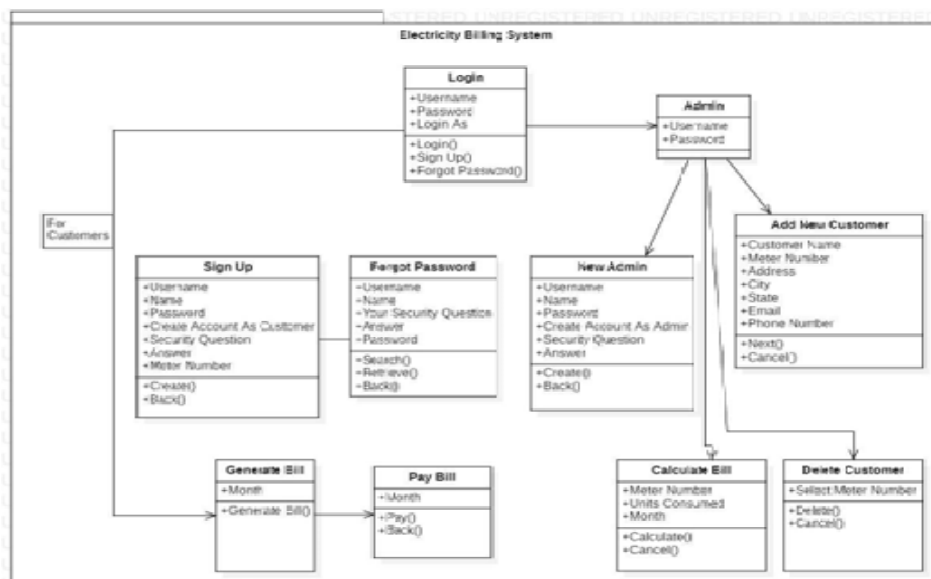 UNREGISTERED UNREGISTERED UNREGISTERED
Electricity Billing System
Login
+Username
+Password
+Login As
+Login()
+Sign Up()
+Forgot Password()
Admin
+Username
+Password
For
Customers
Sign Up
+Username
+Name
+Password
+Create Account As Customer
+Security Question
+Answer
+Meter Number
+Create()
+Back()
Forgot Password
+Username
+Name
+Your Security Question
+Answer
+Password
+Search()
+Retrieve()
+Back()
New Admin
+Username
+Name
+Password
+Create Account As Admin
+Security Question
+Answer
+Create()
+Back()
Add New Customer
+Customer Name
+Meter Number
+Address
+City
+State
+Email
+Phone Number
+Next()
+Cancel()
Generate Bill
+Month
+Generate Bill()
Pay Bill
+Month
+Pay()
+Back()
Calculate Bill
+Meter Number
+Units Consumed
+Month
+Calculate()
+Cancel()
Delete Customer
+Select Meter Number
+Delete()
+Cancel()